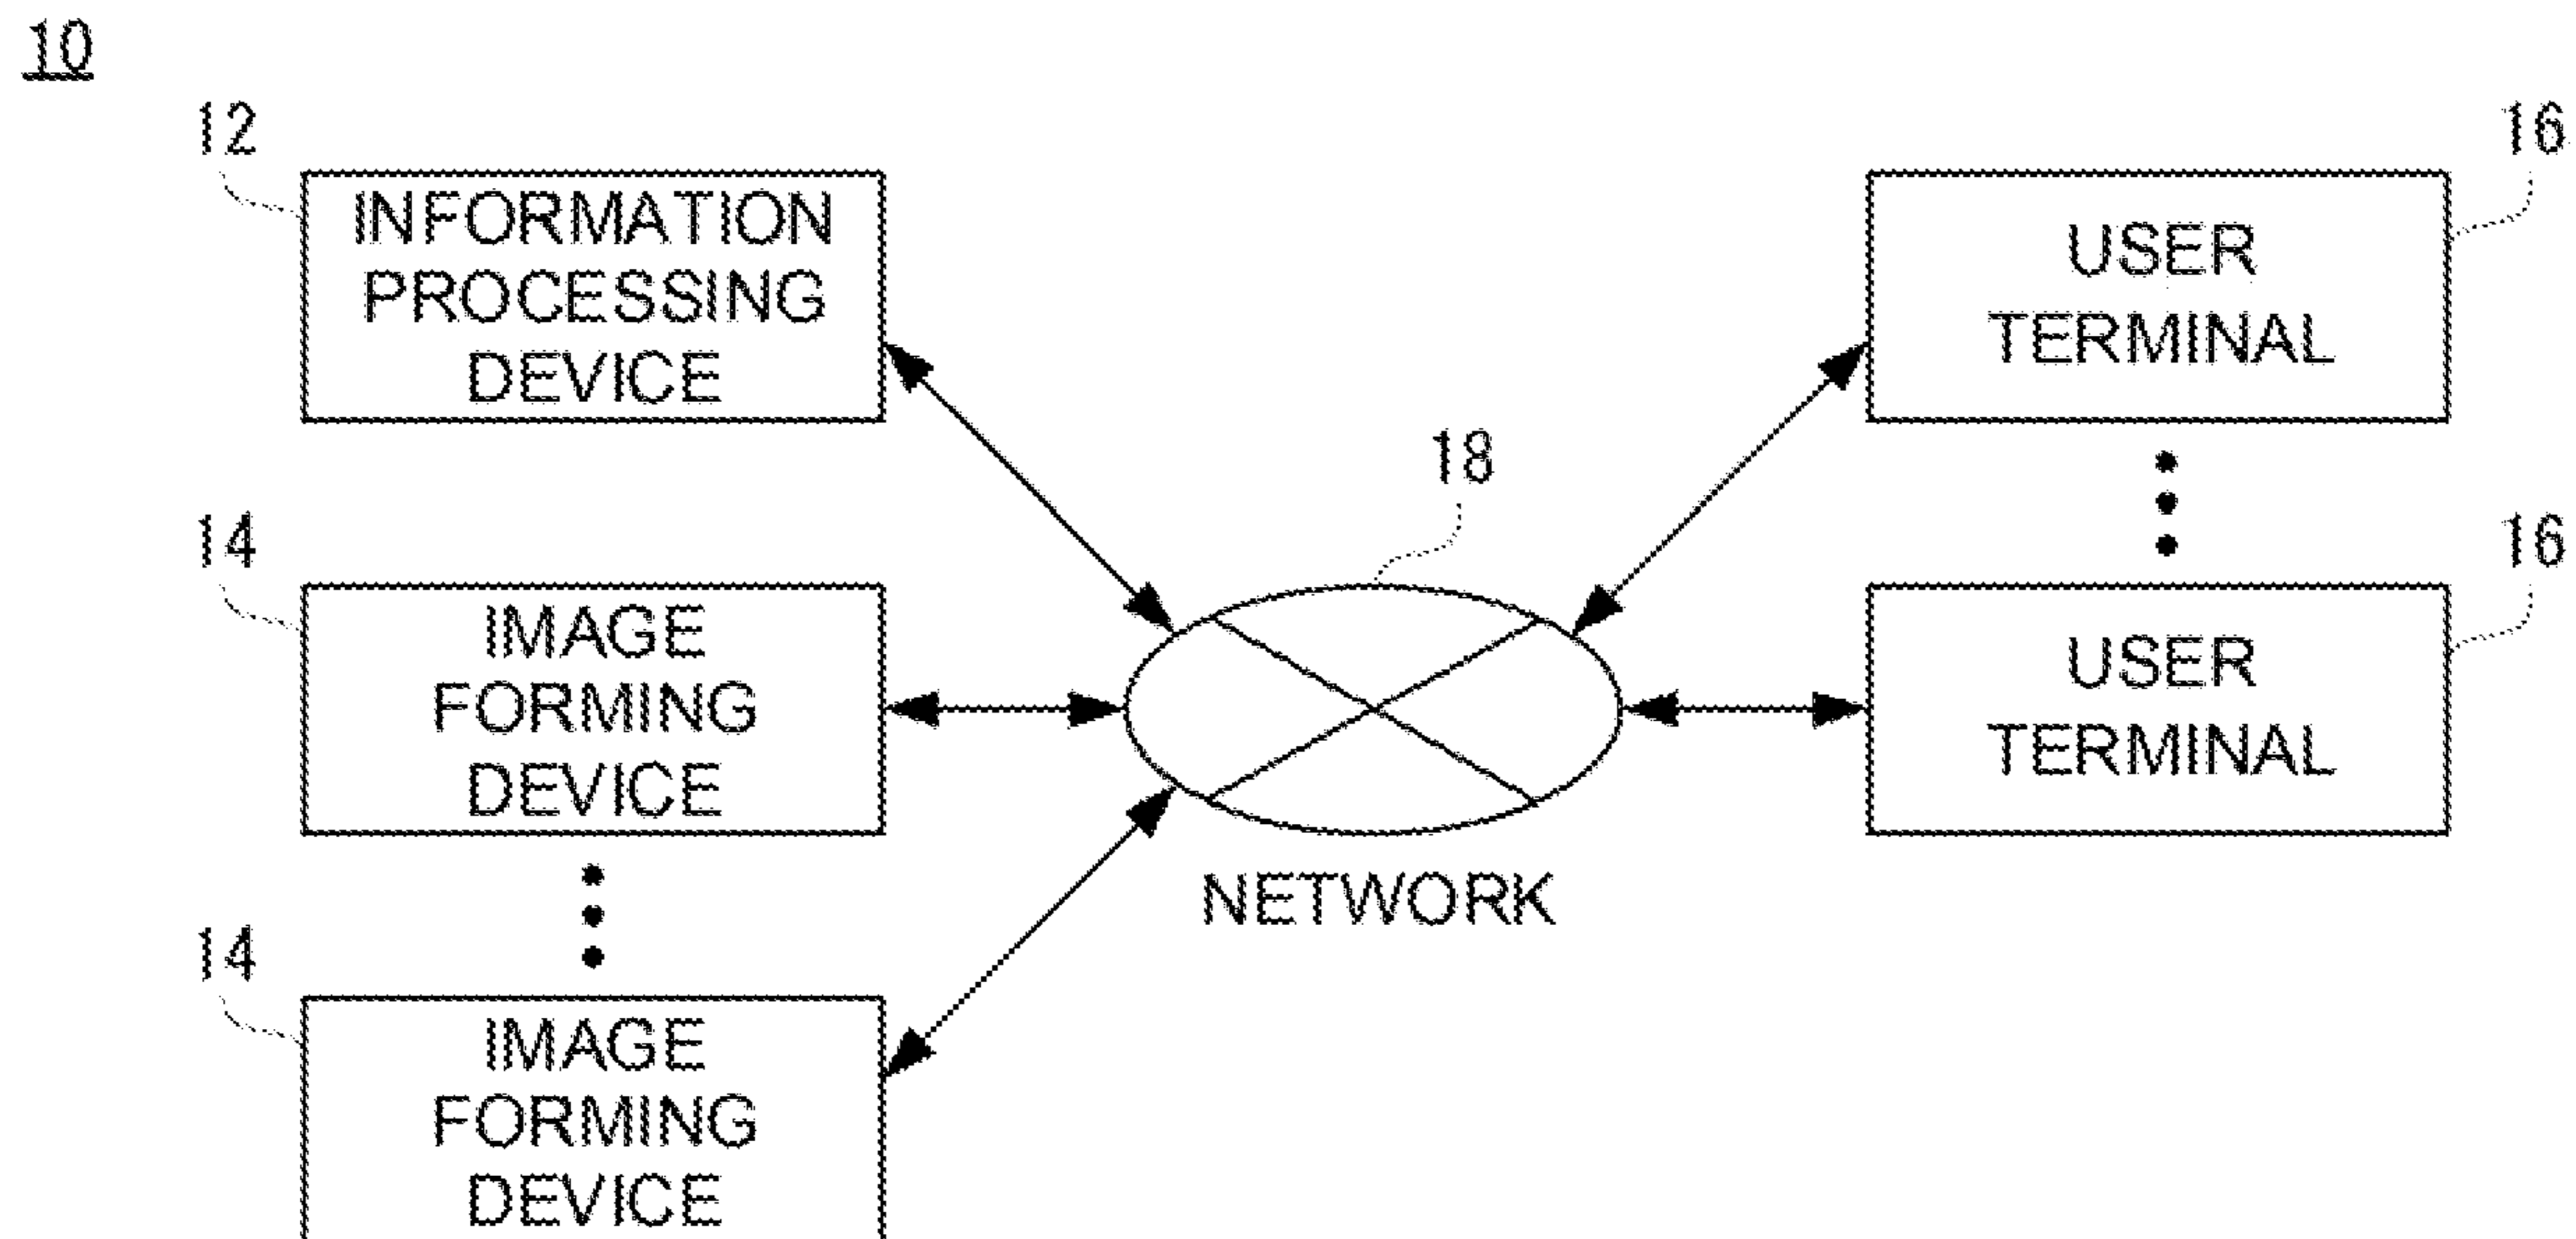 10
12
INFORMATION
PROCESSING
DEVICE
16
USER
TERMINAL
18
14
IMAGE
FORMING
DEVICE
16
USER
TERMINAL
NETWORK
14
IMAGE
FORMING
DEVICE